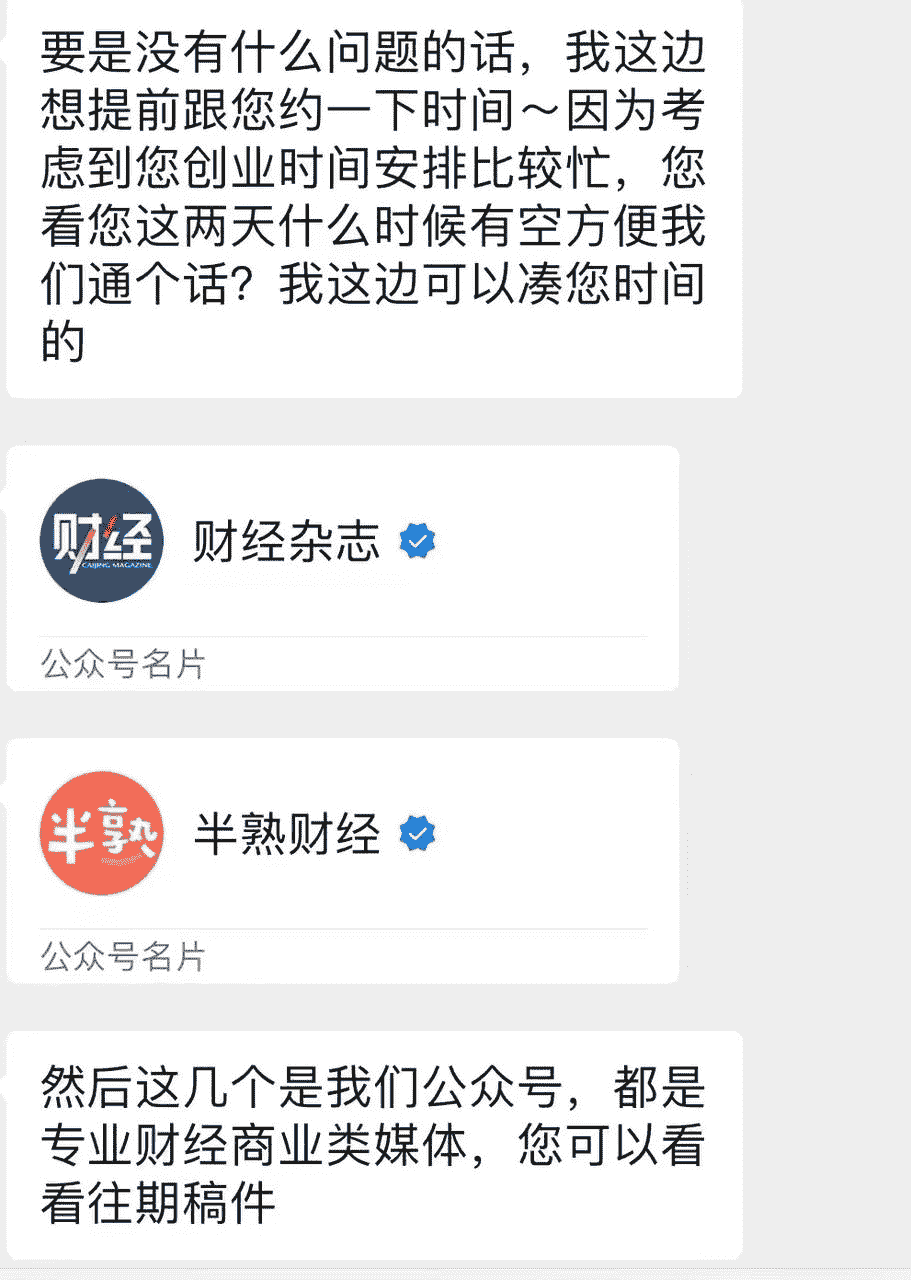 要是没有什么问题的话，我这边
想提前跟您约一下时间～因为考
虑到您创业时间安排比较忙，您
看您这两天什么时候有空方便我
们通个话？我这边可以凑您时间
的
财经
CAIJING MAGAZINE
财经杂志
公众号名片
半熟
半熟财经
公众号名片
然后这几个是我们公众号，都是
专业财经商业类媒体，您可以看
看往期稿件